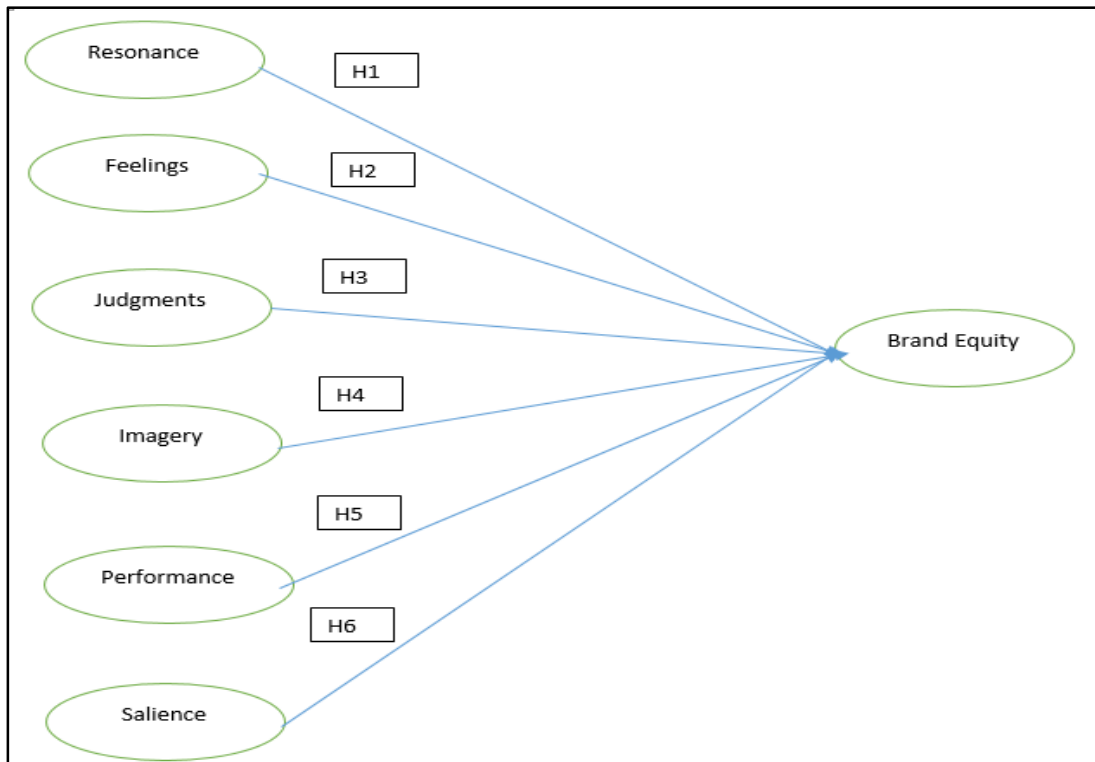 Resonance
H1
Feelings
H2
Judgments
H3
Brand Equity
Imagery
H4
Performance
H5
Salience
H6